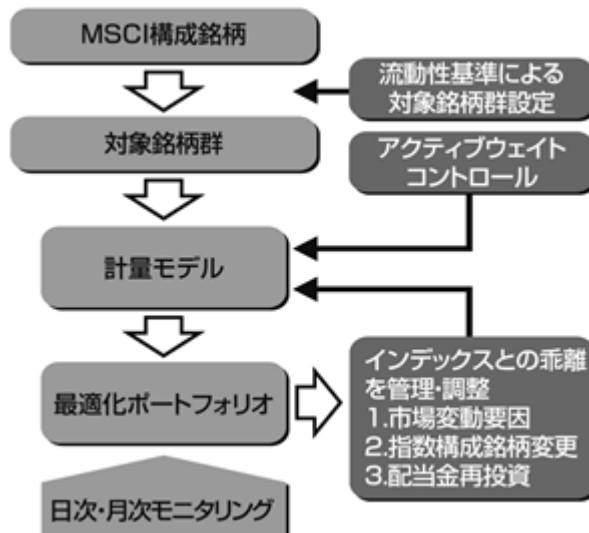 MSCI構成銘柄
流動性基準による
対象銘柄群設定
対象銘柄群
アクティブウェイト
コントロール
計量モデル
最適化ポートフォリオ
インデックスとの乖離
を管理・調整
1.市場変動要因
2.指数構成銘柄変更
3.配当金再投資
日次・月次モニタリング